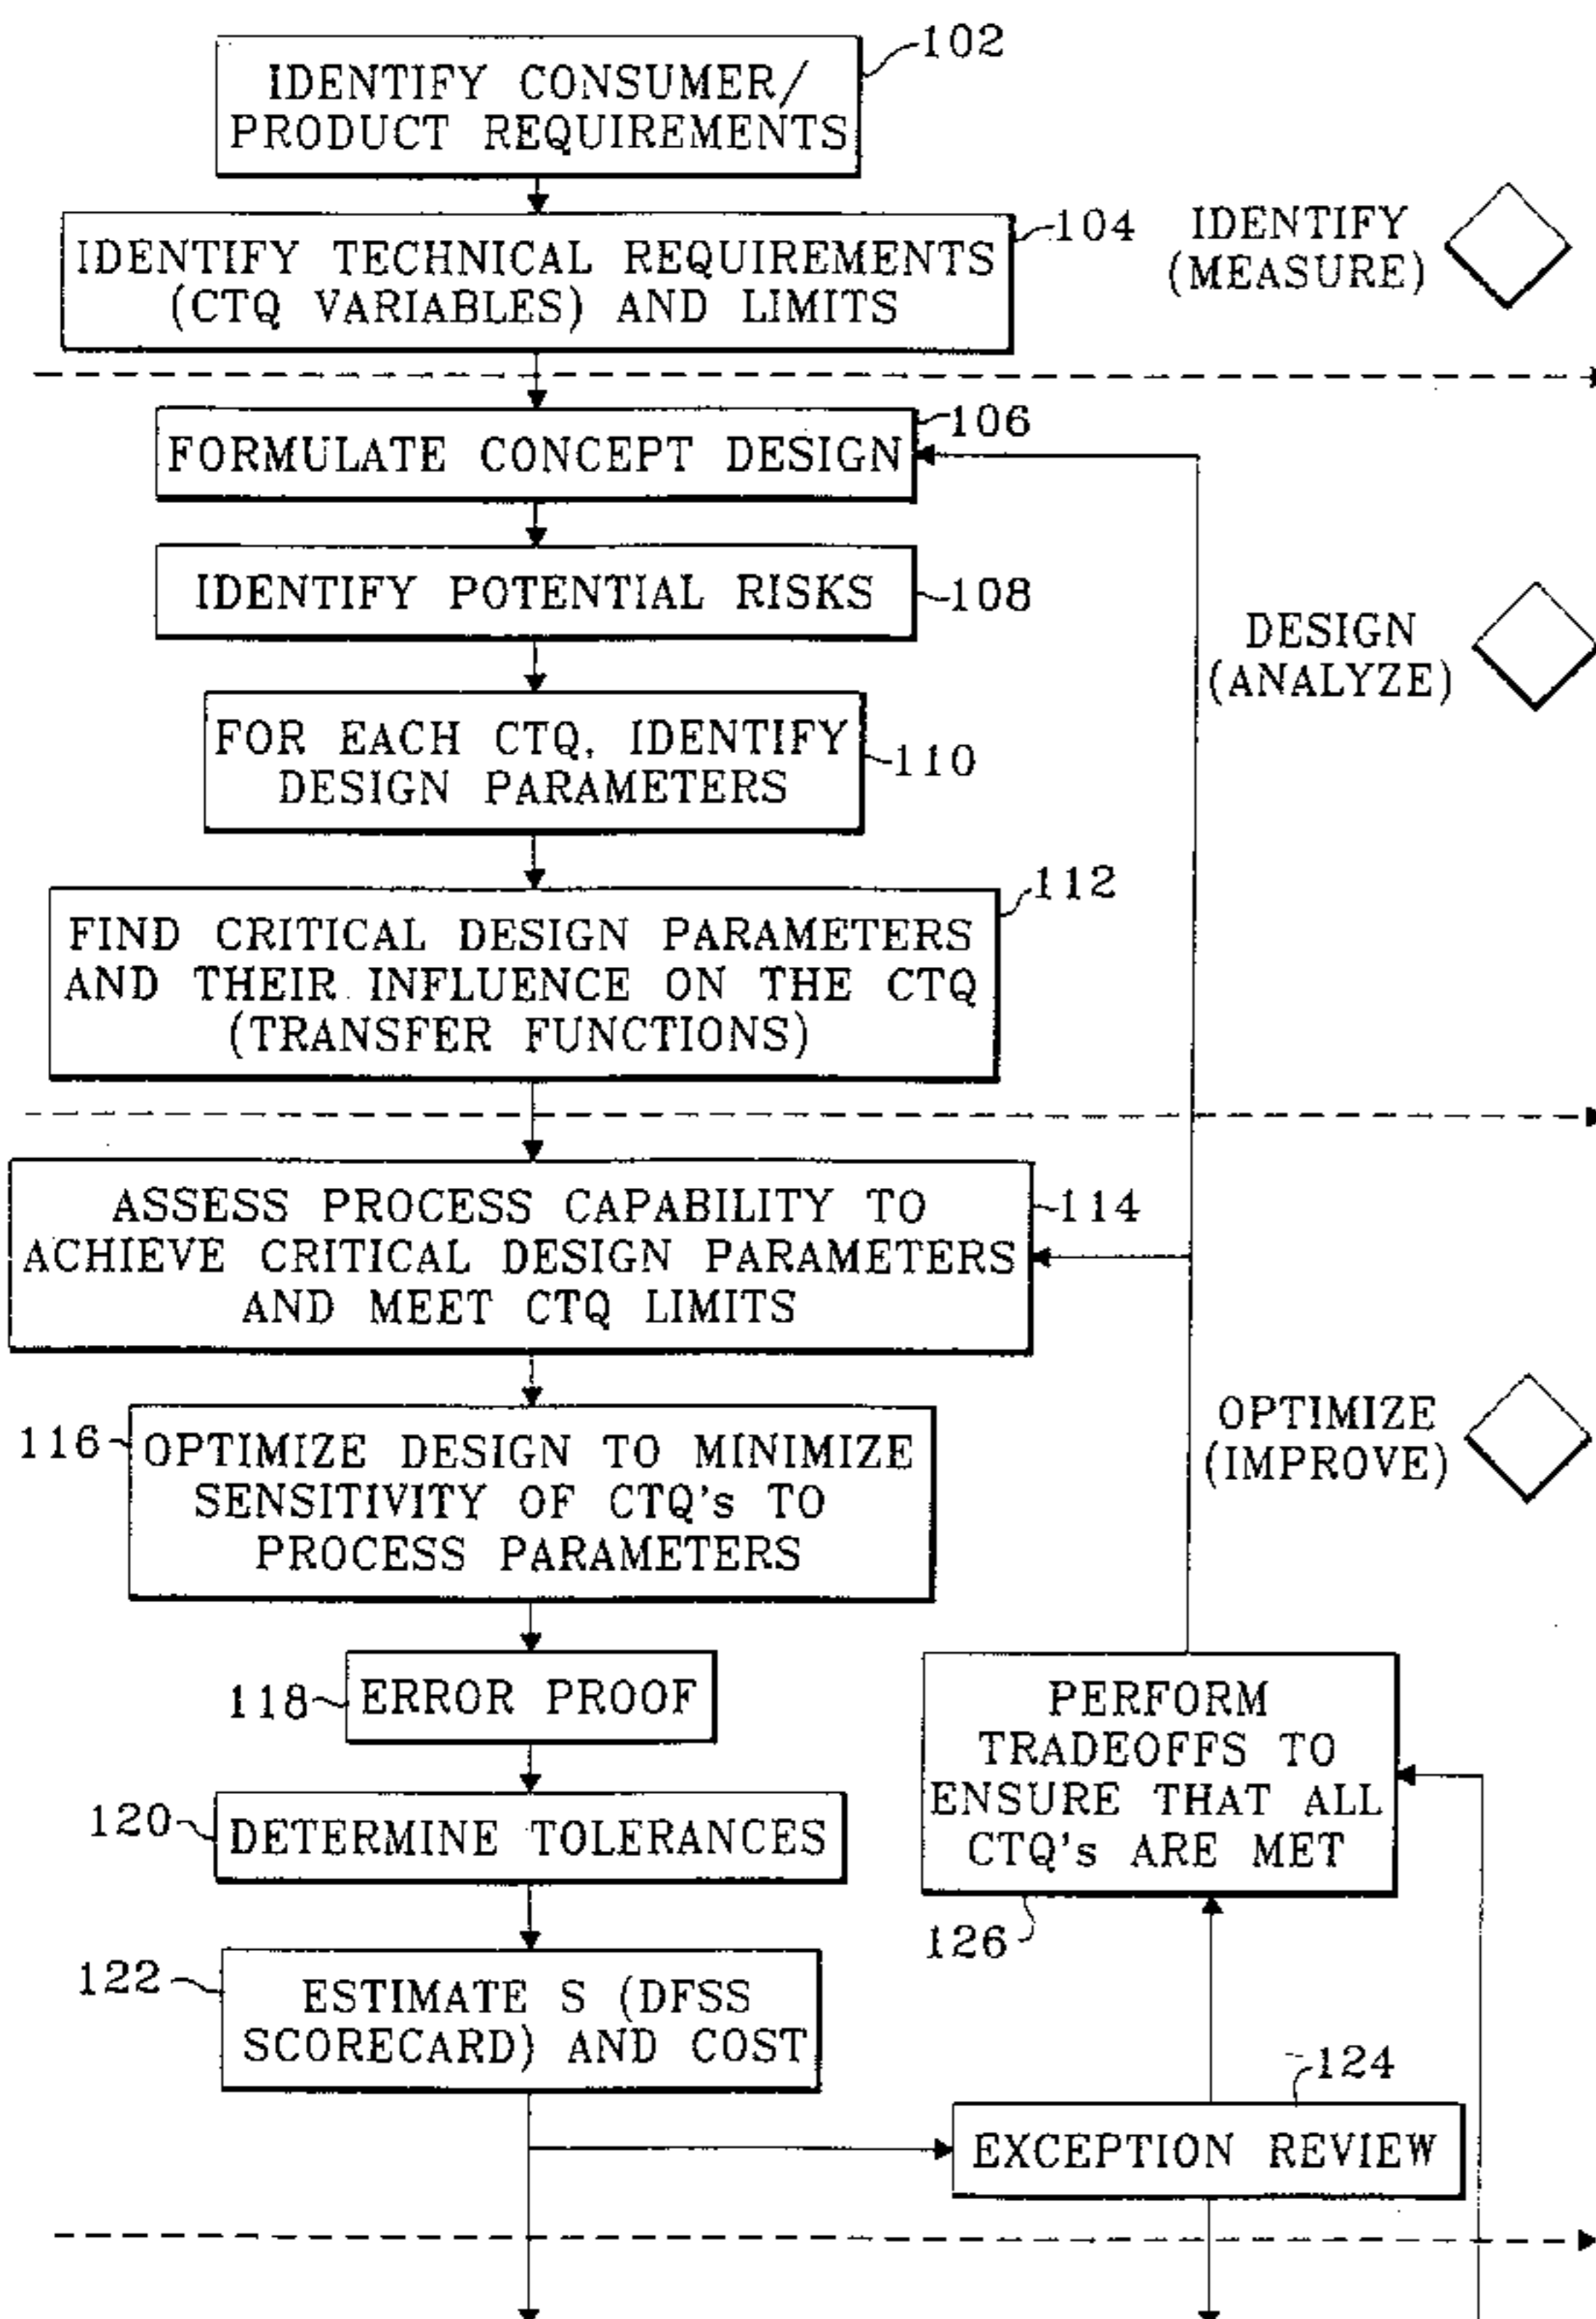 102
IDENTIFY CONSUMER/
PRODUCT REQUIREMENTS
104
IDENTIFY TECHNICAL REQUIREMENTS
(CTQ VARIABLES) AND LIMITS
IDENTIFY
(MEASURE)
106
FORMULATE CONCEPT DESIGN
IDENTIFY POTENTIAL RISKS
108
DESIGN
(ANALYZE)
FOR EACH CTQ, IDENTIFY
DESIGN PARAMETERS
110
112
FIND CRITICAL DESIGN PARAMETERS
AND THEIR INFLUENCE ON THE CTQ
(TRANSFER FUNCTIONS)
ASSESS PROCESS CAPABILITY TO
ACHIEVE CRITICAL DESIGN PARAMETERS
AND MEET CTQ LIMITS
114
116
OPTIMIZE DESIGN TO MINIMIZE
SENSITIVITY OF CTQ's TO
PROCESS PARAMETERS
OPTIMIZE
(IMPROVE)
118
ERROR PROOF
120
DETERMINE TOLERANCES
PERFORM
TRADEOFFS TO
ENSURE THAT ALL
CTQ's ARE MET
126
122
ESTIMATE S (DFSS
SCORECARD) AND COST
124
EXCEPTION REVIEW